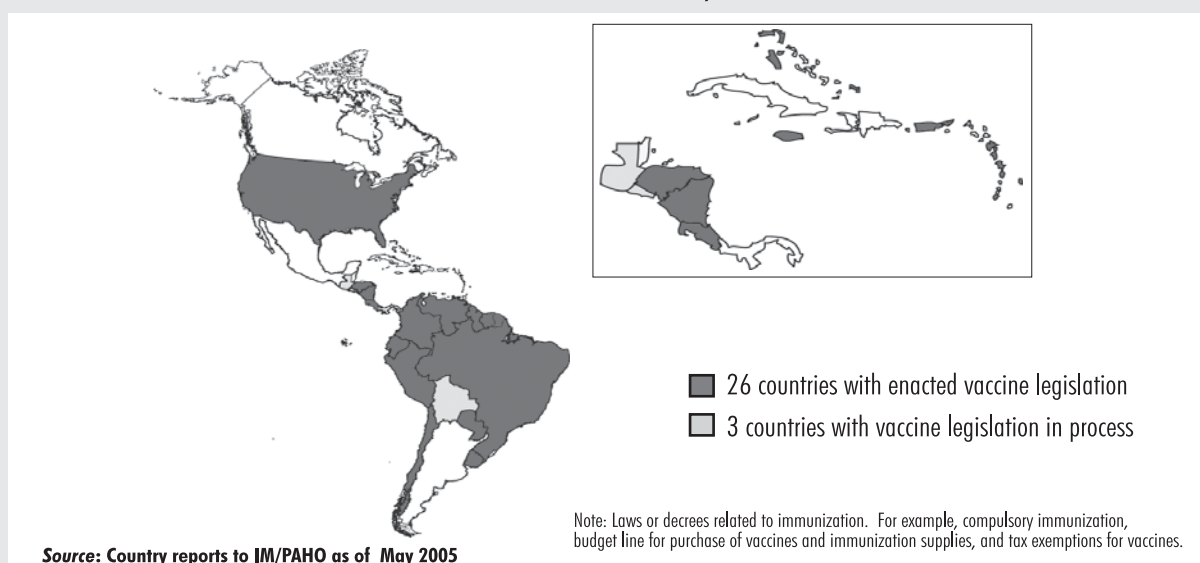 26 countries with enacted vaccine legislation
3 countries with vaccine legislation in process
Note: Laws or decrees related to immunization. For example, compulsory immunization,
budget line for purchase of vaccines and immunization supplies, and tax exemptions for vaccines.
Source: Country reports to IM/PAHO as of May 2005